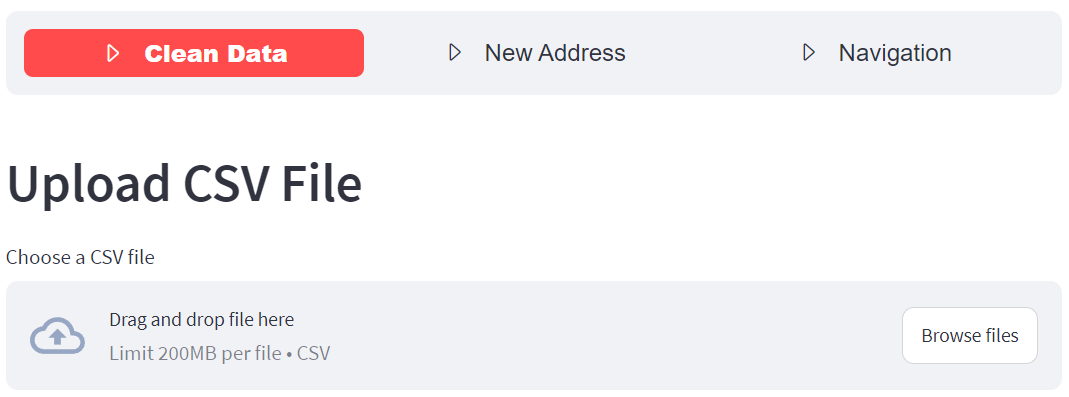 Clean Data New Address Navigation
Upload CSV File
Choose a CSV file
Drag and drop file here
Limit 200MB per file • CSV
Browse files